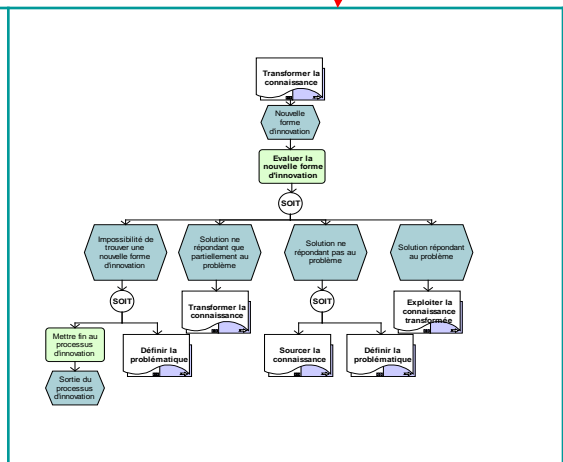 Transformer la
connaissance
Nouvelle
forme
d'innovation
Evaluer la
nouvelle forme
d'innovation
SOIT
Impossibilité de
trouver une
nouvelle forme
d'innovation
Solution ne
répondant que
partiellement au
problème
Solution ne
répondant pas au
problème
Solution répondant
au problème
SOIT
Transformer la
connaissance
SOIT
Exploiter la
connaissance
transformée
Mettre fin au
processus
d'innovation
Définir la
problématique
Sourcer la
connaissance
Définir la
problématique
Sortie du
processus
d'innovation